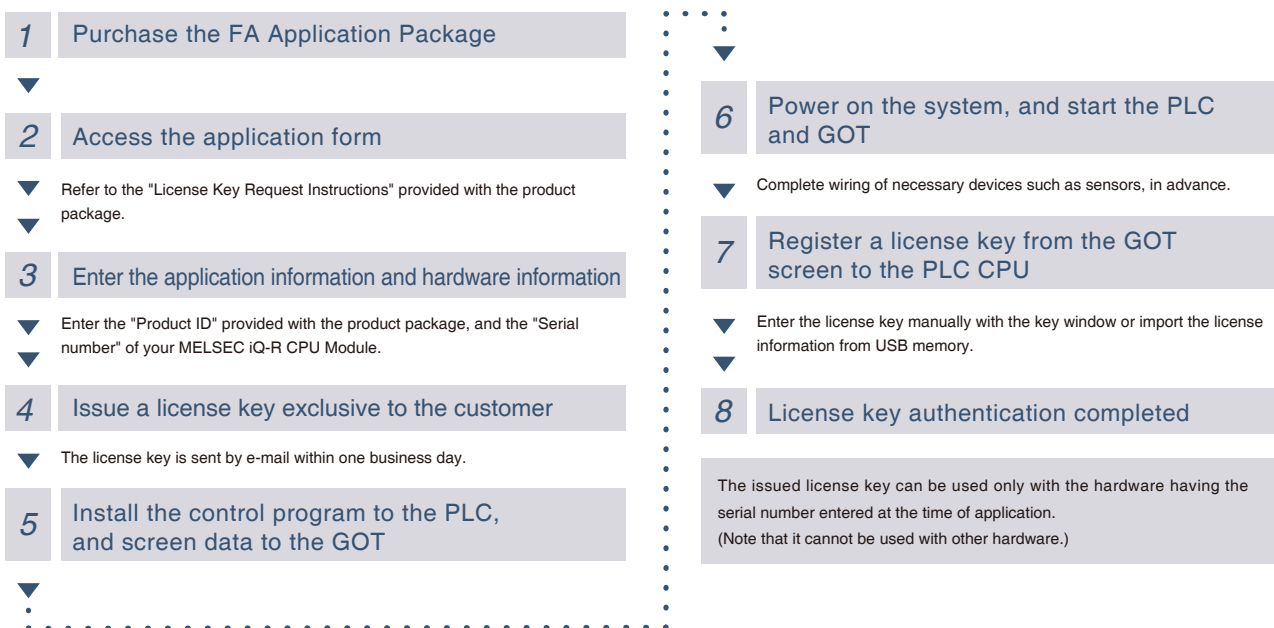 1 Purchase the FA Application Package
2 Access the application form
Refer to the "License Key Request Instructions" provided with the product
package.
3 Enter the application information and hardware information
Enter the "Product ID" provided with the product package, and the "Serial
number" of your MELSEC iQ-R CPU Module.
4 Issue a license key exclusive to the customer
The license key is sent by e-mail within one business day.
5 Install the control program to the PLC,
and screen data to the GOT
6 Power on the system, and start the PLC
and GOT
Complete wiring of necessary devices such as sensors, in advance.
7 Register a license key from the GOT
screen to the PLC CPU
Enter the license key manually with the key window or import the license
information from USB memory.
8 License key authentication completed
The issued license key can be used only with the hardware having the
serial number entered at the time of application.
(Note that it cannot be used with other hardware.)